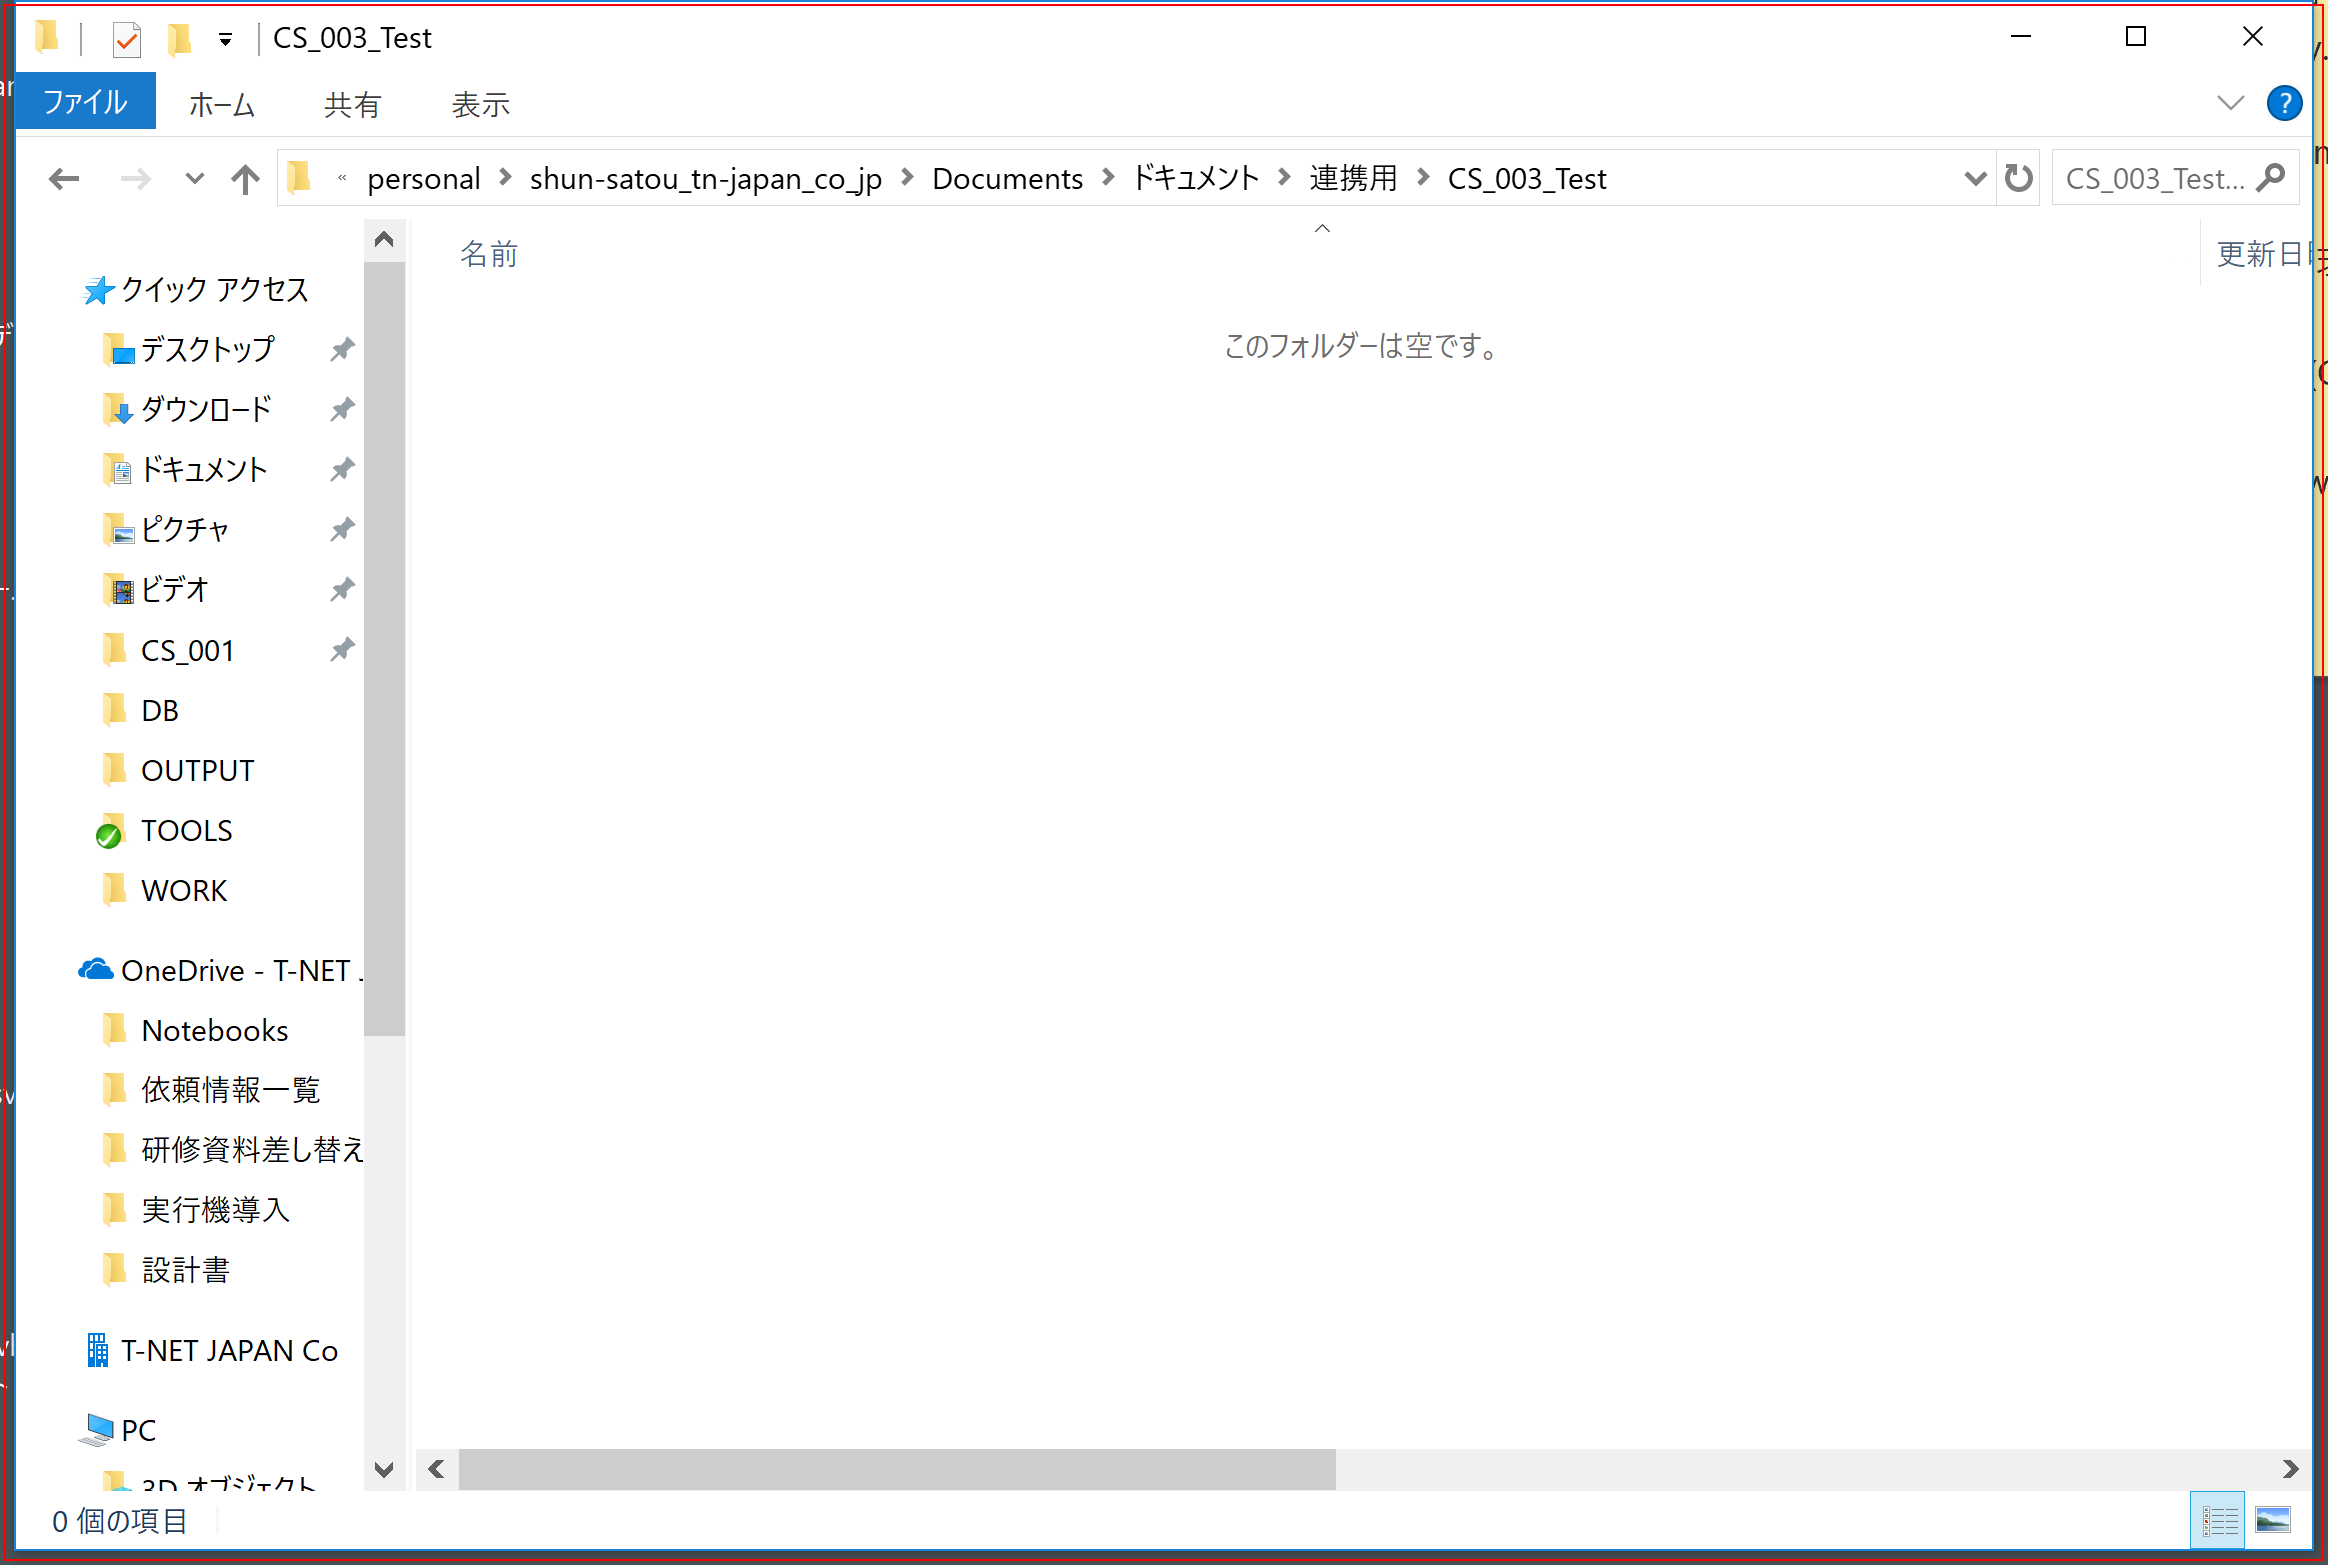 CS_003_Test
ファイル ホーム 共有 表示
« personal shun-satou_tn-japan_co_jp Documents ドキュメント 連携用 CS_003_Test CS_003_Test...
名前 更新日
クイック アクセス
このフォルダーは空です。
デスクトップ
ダウンロード
ドキュメント
ピクチャ
ビデオ
CS_001
DB
OUTPUT
TOOLS
WORK
OneDrive - T-NET
Notebooks
依頼情報一覧
研修資料差し替え
実行機導入
設計書
T-NET JAPAN Co
PC
3D オブジェクト
0 個の項目